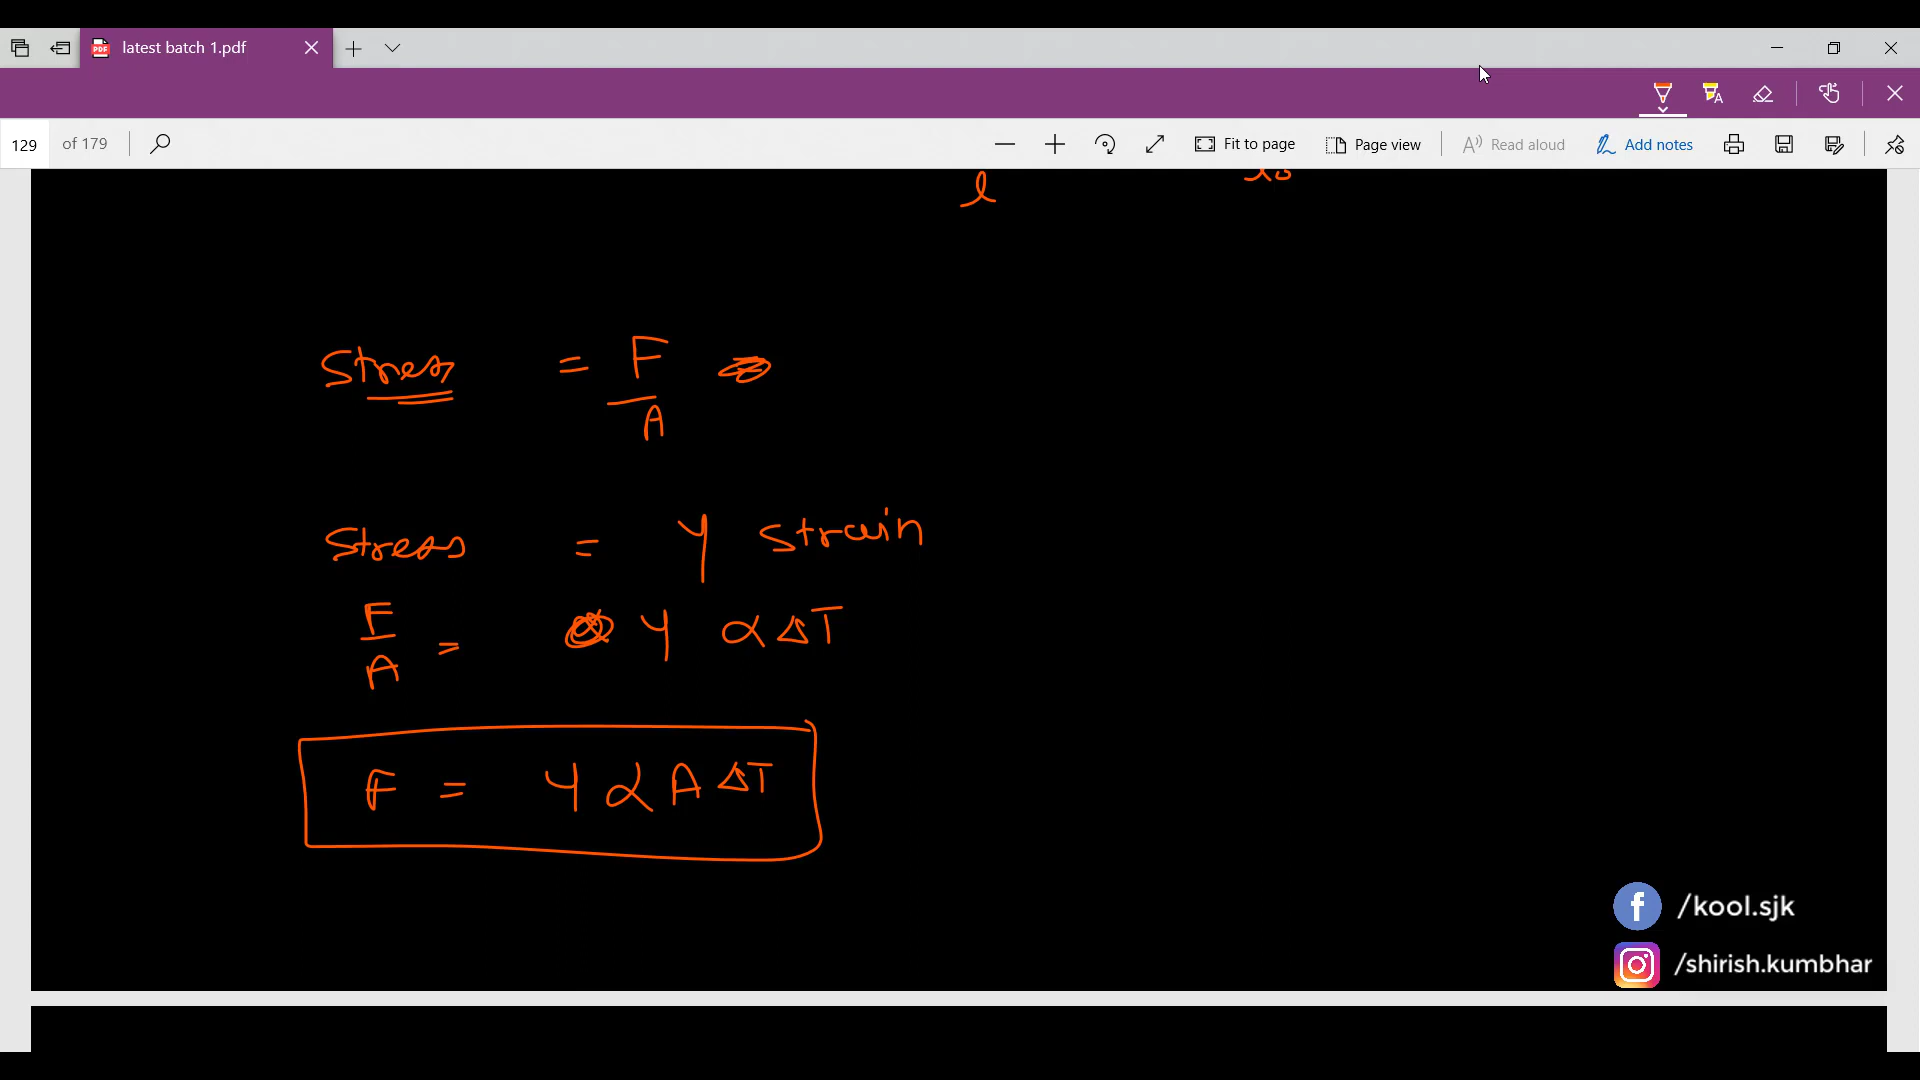 latest batch 1.pdf
129 of 179
Fit to page
Page view
Read aloud
Add notes
l
Stress = F
A
Stress = Y strain
F
A = Y α ΔT
F = Y α A ΔT
/kool.sjk
/shirish.kumbhar